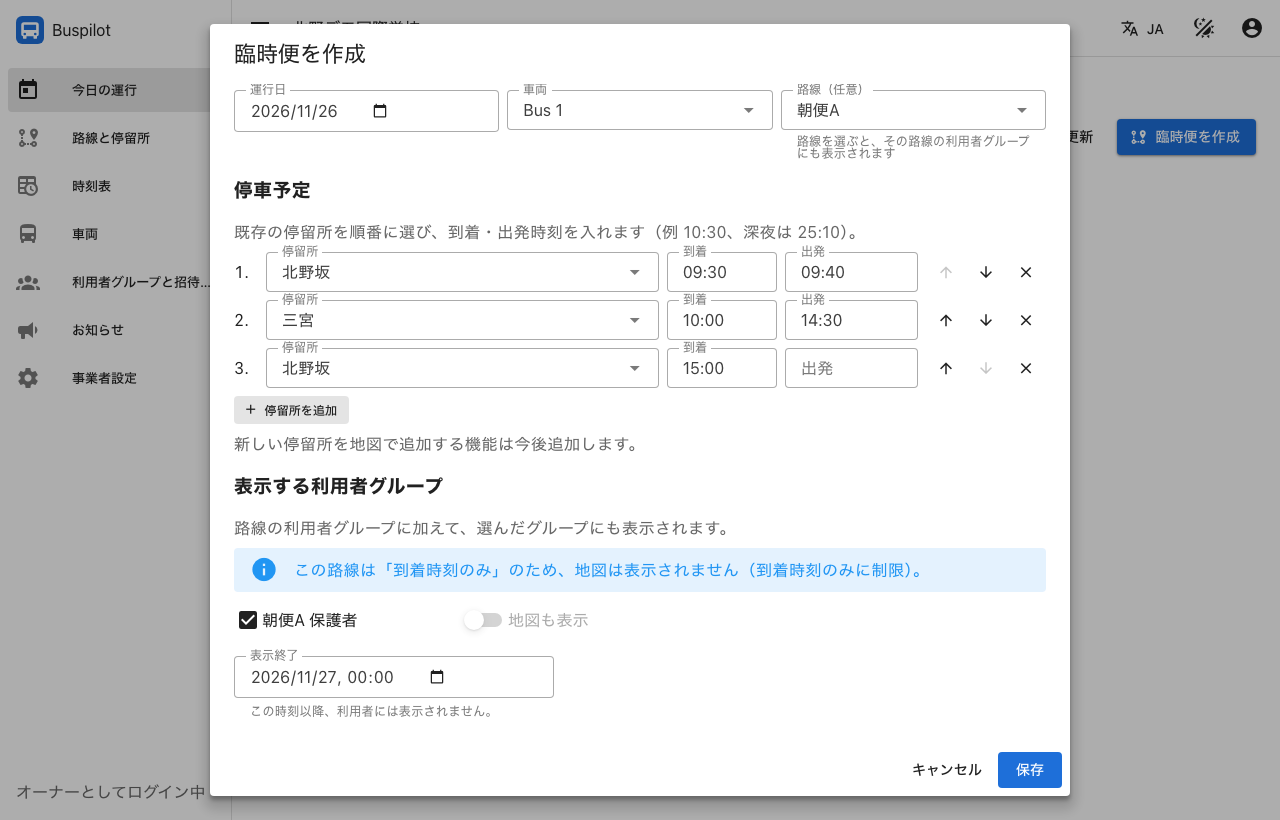 Buspilot
JA
今日の運行
路線と停留所
時刻表
車両
利用者グループと招待...
お知らせ
事業者設定
オーナーとしてログイン中
更新
臨時便を作成
臨時便を作成
運行日
2026/11/26
車両
Bus 1
路線（任意）
朝便A
路線を選ぶと、その路線の利用者グループ
にも表示されます
停車予定
既存の停留所を順番に選び、到着・出発時刻を入れます（例 10:30、深夜は 25:10）。
1.
停留所
北野坂
到着
09:30
出発
09:40
2.
停留所
三宮
到着
10:00
出発
14:30
3.
停留所
北野坂
到着
15:00
出発
停留所を追加
新しい停留所を地図で追加する機能は今後追加します。
表示する利用者グループ
路線の利用者グループに加えて、選んだグループにも表示されます。
この路線は「到着時刻のみ」のため、地図は表示されません（到着時刻のみに制限）。
朝便A 保護者
地図も表示
表示終了
2026/11/27, 00:00
この時刻以降、利用者には表示されません。
キャンセル
保存